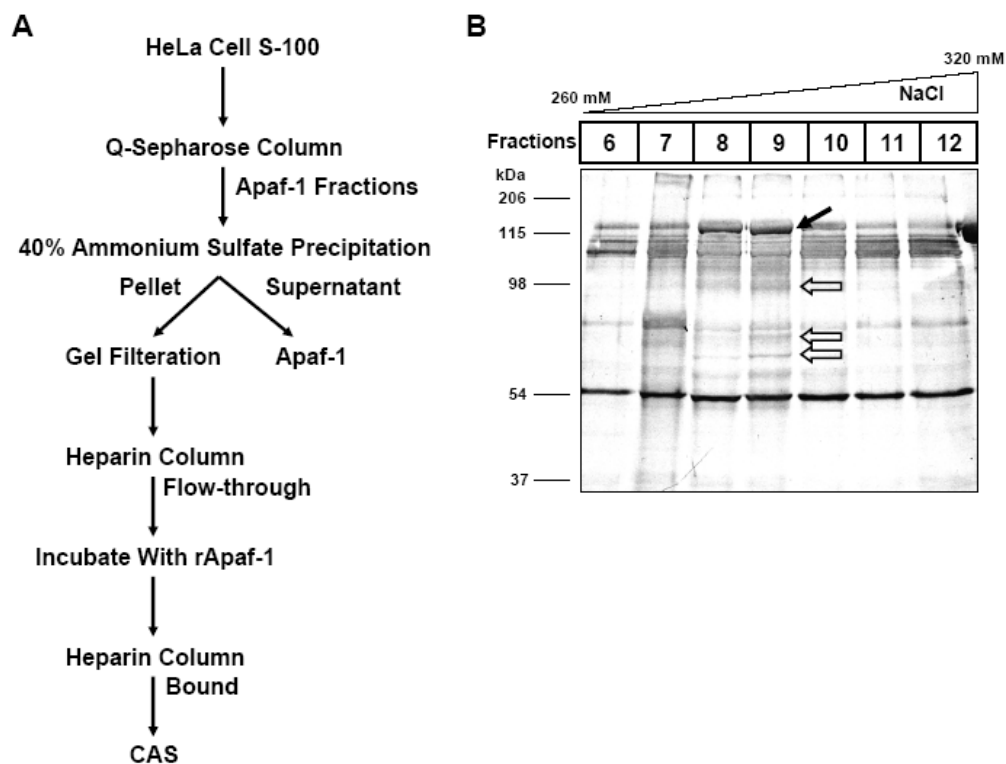 A
HeLa Cell S-100
Q-Sepharose Column
Apaf-1 Fractions
40% Ammonium Sulfate Precipitation
Pellet
Supernatant
Gel Filteration
Apaf-1
Heparin Column
Flow-through
Incubate With rApaf-1
Heparin Column
Bound
CAS
B
320 mM
260 mM
NaCl
Fractions 6 7 8 9 10 11 12
kDa
206
115
98
54
37